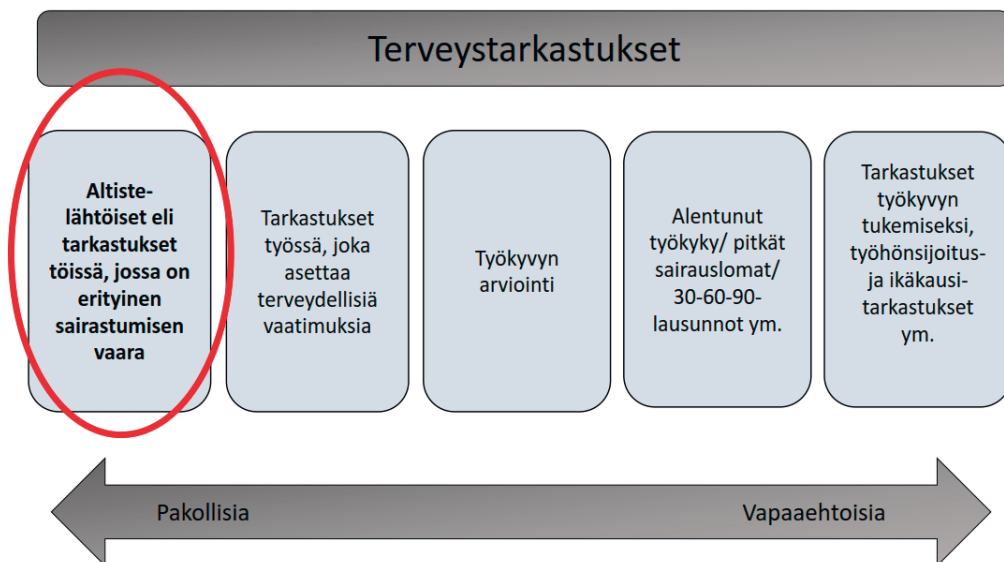 Terveystarkastukset
Altiste-
lähtöiset eli
tarkastukset
töissä, jossa on
erityinen
sairastumisen
vaara
Tarkastukset
työssä, joka
asettaa
terveydellisiä
vaatimuksia
Työkyvyn
arviointi
Alentunut
työkyky/ pitkät
sairauslomat/
30-60-90-
lausunnot ym.
Tarkastukset
työkyvyn
tukemiseksi,
työhönsijoitus-
ja ikäkausi-
tarkastukset
ym.
Pakollisia
Vapaaehtoisia